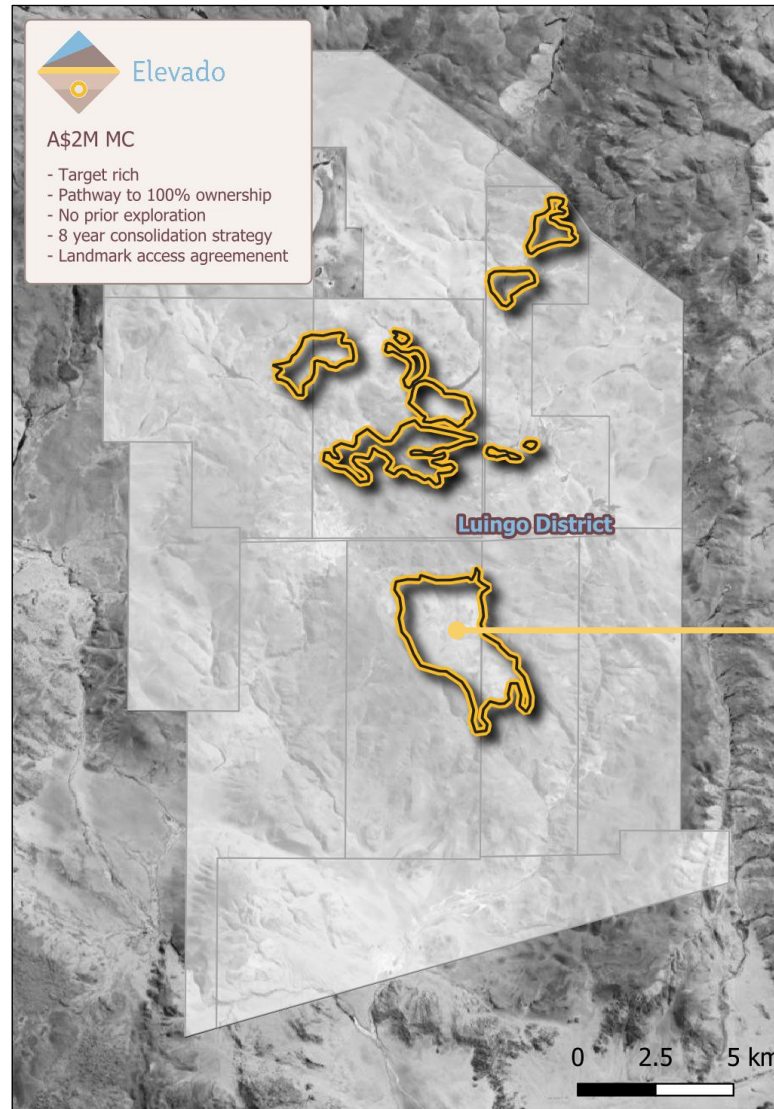 Elevado
A$2M MC
- Target rich
- Pathway to 100% ownership
- No prior exploration
- 8 year consolidation strategy
- Landmark access agreemenent
Luingo District
0 2.5 5 km